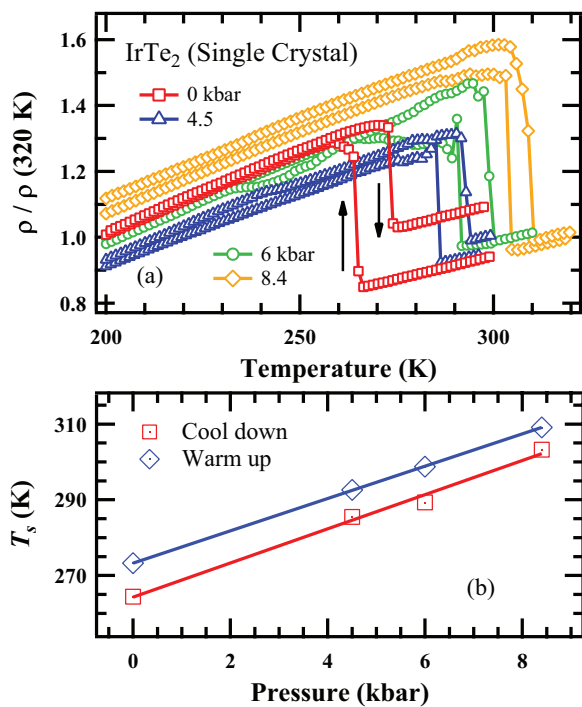 IrTe₂ (Single Crystal)
0 kbar
4.5
6 kbar
8.4
(a)
ρ / ρ (320 K)
1.6
1.4
1.2
1.0
0.8
200
250
300
Temperature (K)
Cool down
Warm up
(b)
Tₛ (K)
310
290
270
0
2
4
6
8
Pressure (kbar)